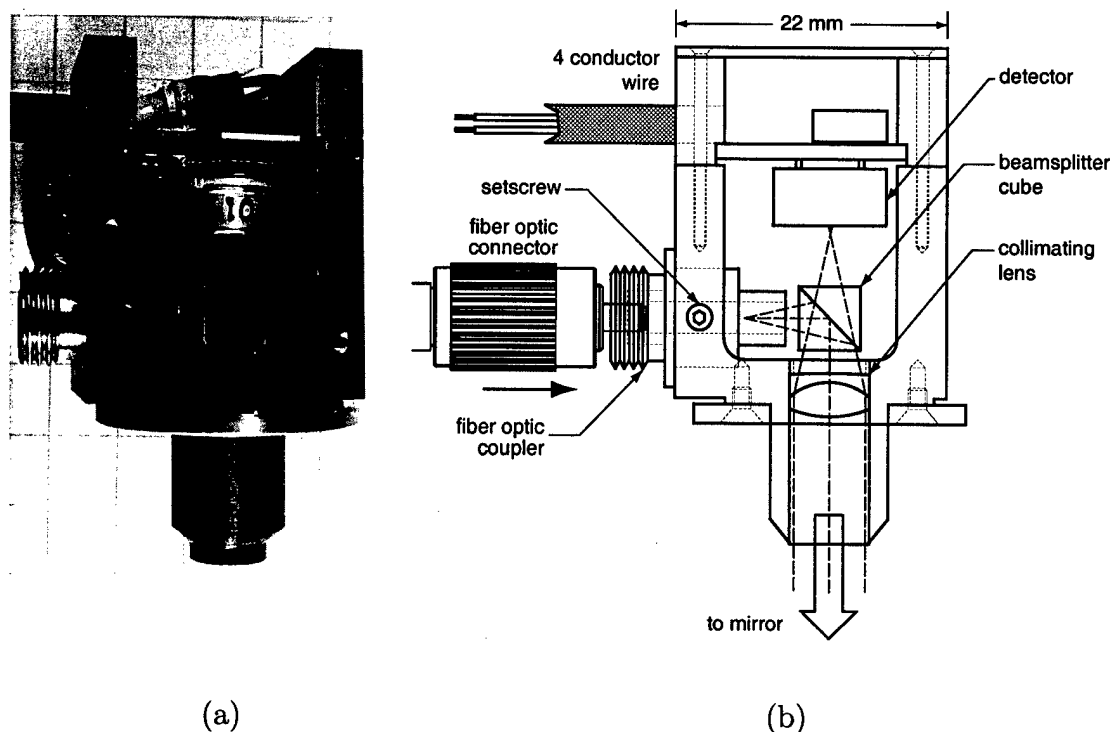 22 mm
4 conductor
wire
detector
beamsplitter
cube
setscrew
fiber optic
connector
collimating
lens
10
fiber optic
coupler
to mirror
(a)
(b)